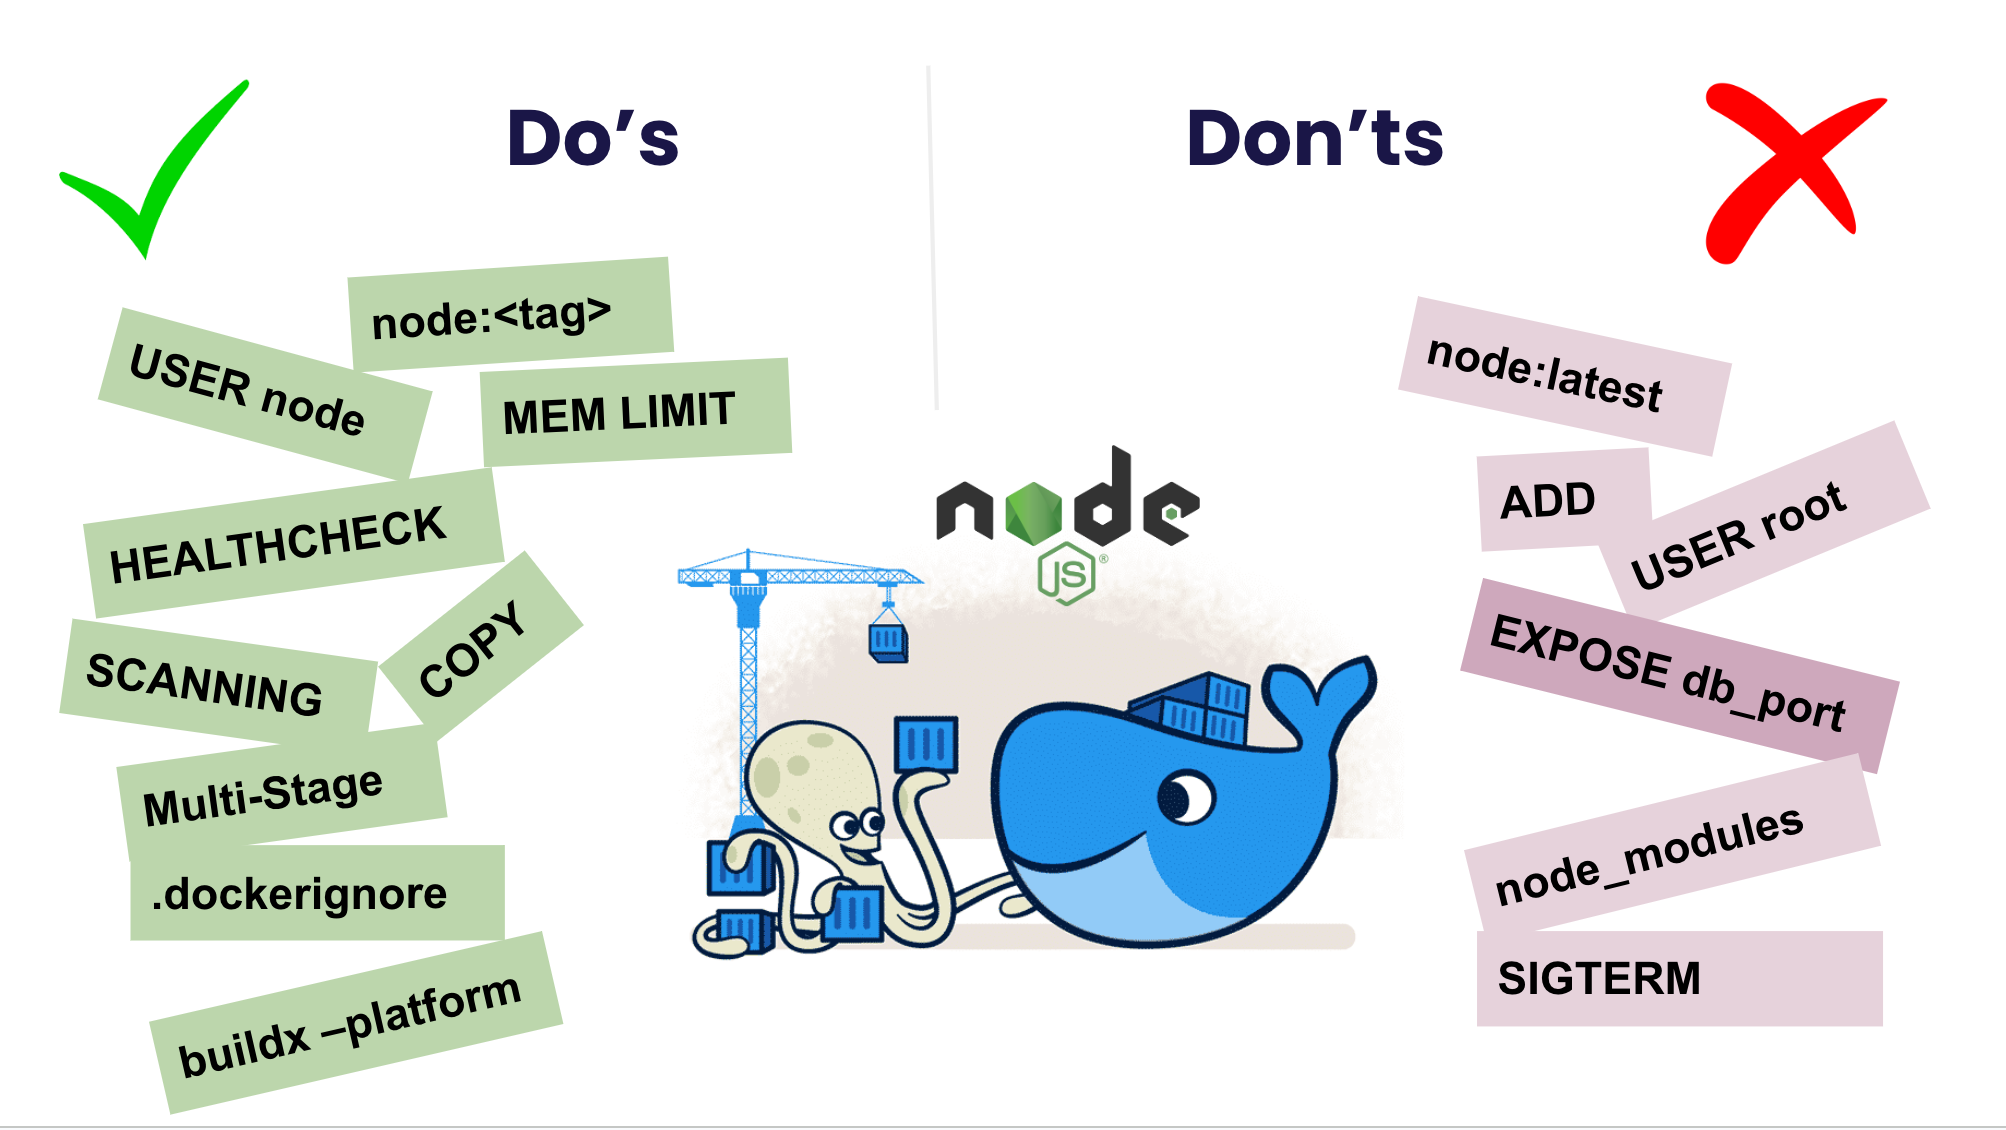 Do’s
Don’ts
node:<tag>
USER node
MEM LIMIT
HEALTHCHECK
COPY
SCANNING
Multi-Stage
.dockerignore
buildx –platform
node
JS®
node:latest
ADD
USER root
EXPOSE db_port
node_modules
SIGTERM